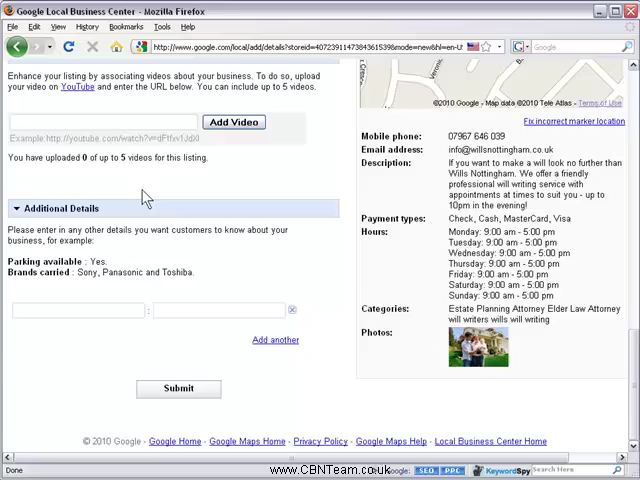 Google Local Business Center - Mozilla Firefox
File Edit View History Bookmarks Tools Help
http://www.google.com/local/add/details?storeid=4072391174384361539&mode=new&hl=en-U
Google
Enhance your listing by associating videos about your business. To do so, upload
your video on YouTube and enter the URL below. You can include up to 5 videos.
Add Video
Example: http://youtube.com/watch?v=dFtfxv1JdXI
You have uploaded 0 of up to 5 videos for this listing.
Additional Details
Please enter in any other details you want customers to know about your
business, for example:
Parking available : Yes.
Brands carried : Sony, Panasonic and Toshiba.
:
Add another
Submit
©2010 Google - Map data ©2010 Tele Atlas - Terms of Use
Fix incorrect marker location
Mobile phone: 07967 646 039
Email address: info@willsnottingham.co.uk
Description: If you want to make a will look no further than
Wills Nottingham. We offer a friendly
professional will writing service with
appointments at times to suit you - up to
10pm in the evening!
Payment types: Check, Cash, MasterCard, Visa
Hours: Monday: 9:00 am - 5:00 pm
Tuesday: 9:00 am - 5:00 pm
Wednesday: 9:00 am - 5:00 pm
Thursday: 9:00 am - 5:00 pm
Friday: 9:00 am - 5:00 pm
Saturday: 9:00 am - 5:00 pm
Sunday: 9:00 am - 5:00 pm
Categories: Estate Planning Attorney Elder Law Attorney
will writers wills will writing
Photos:
© 2010 Google - Google Home - Google Maps Home - Privacy Policy - Google Maps Help - Local Business Center Home
Done
www.CBNTeam.co.uk
Google: SEO PPC KeywordSpy Search Here